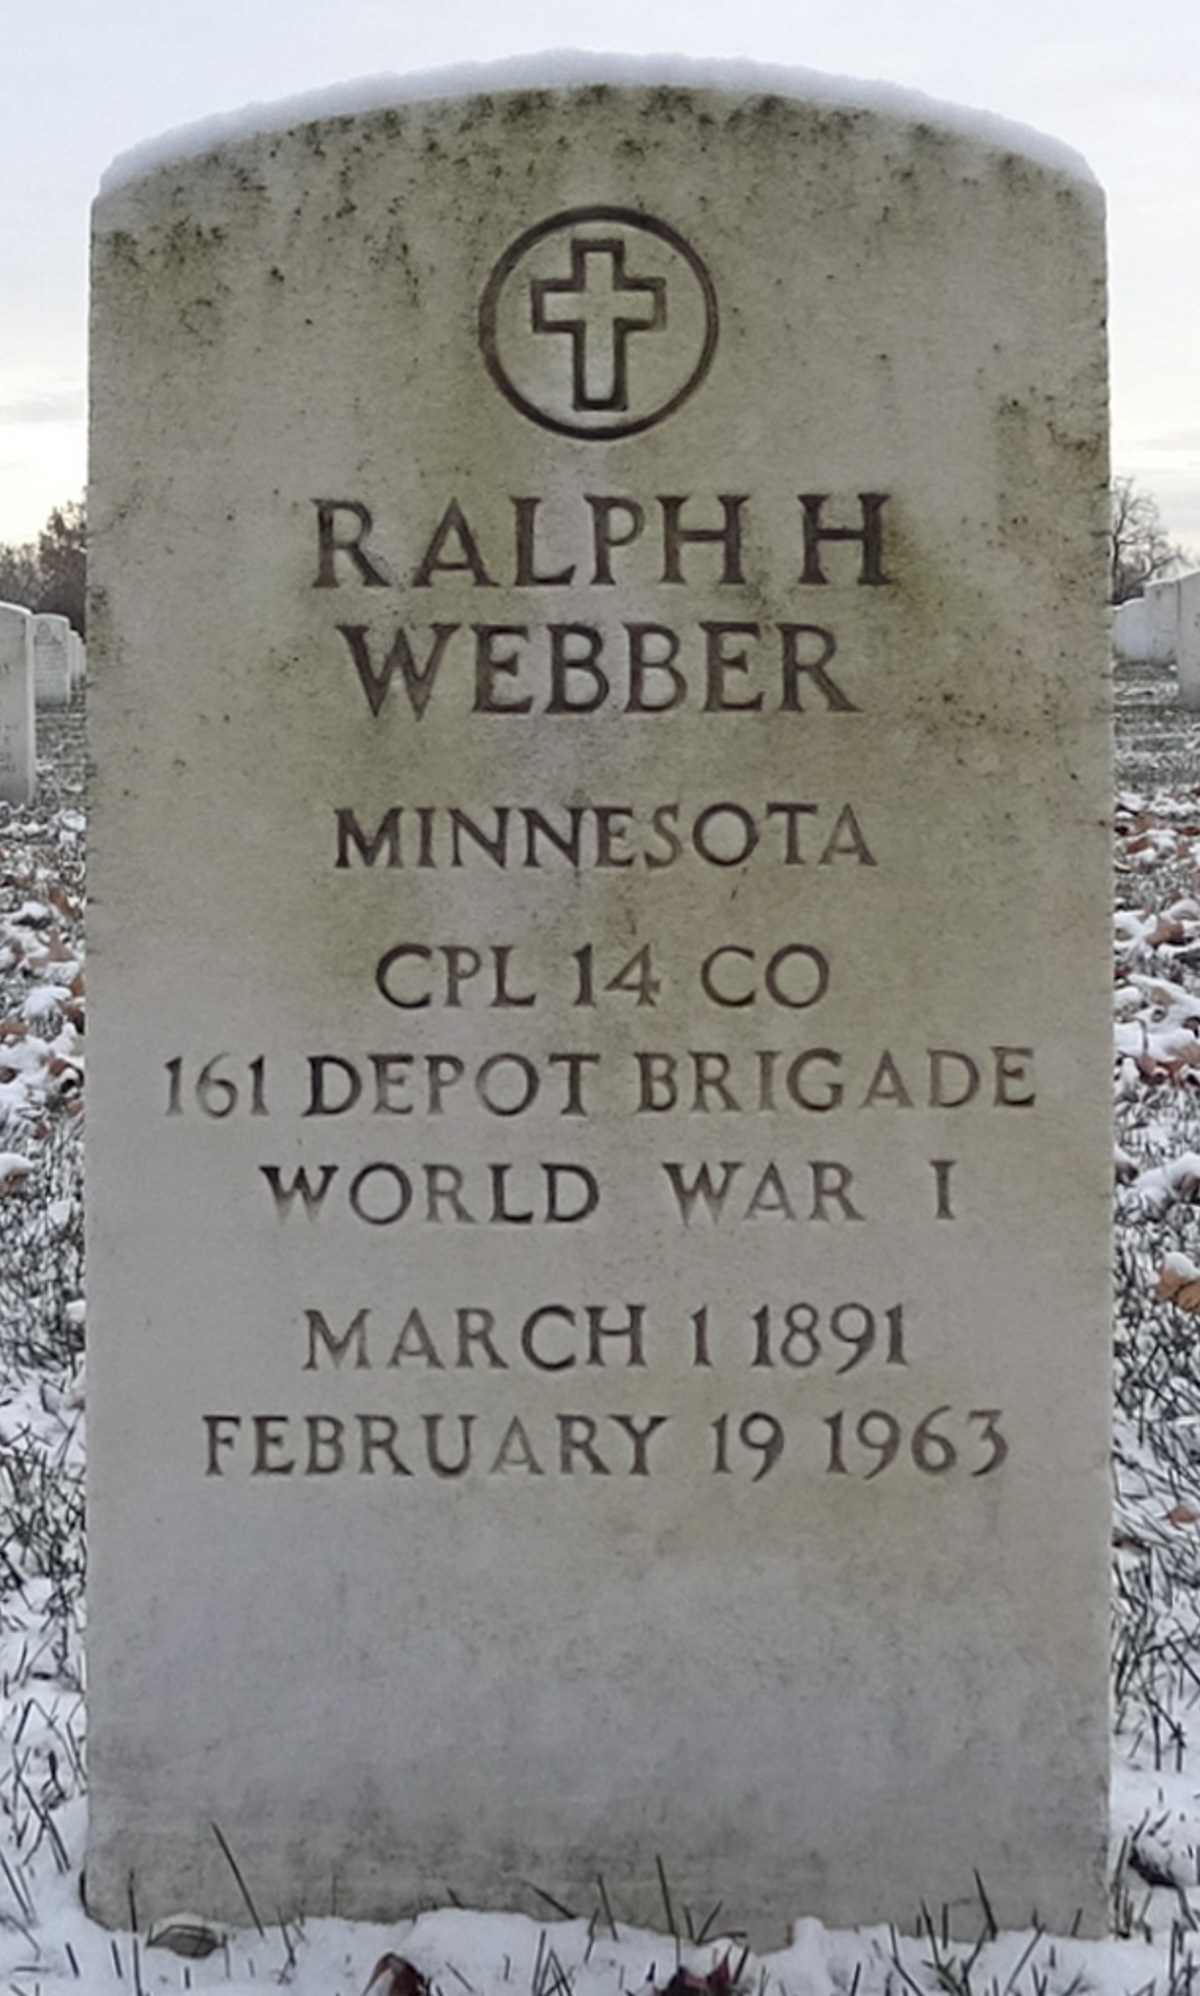 RALPH H
WEBBER
MINNESOTA
CPL 14 CO
161 DEPOT BRIGADE
WORLD WAR I
MARCH 1 1891
FEBRUARY 19 1963